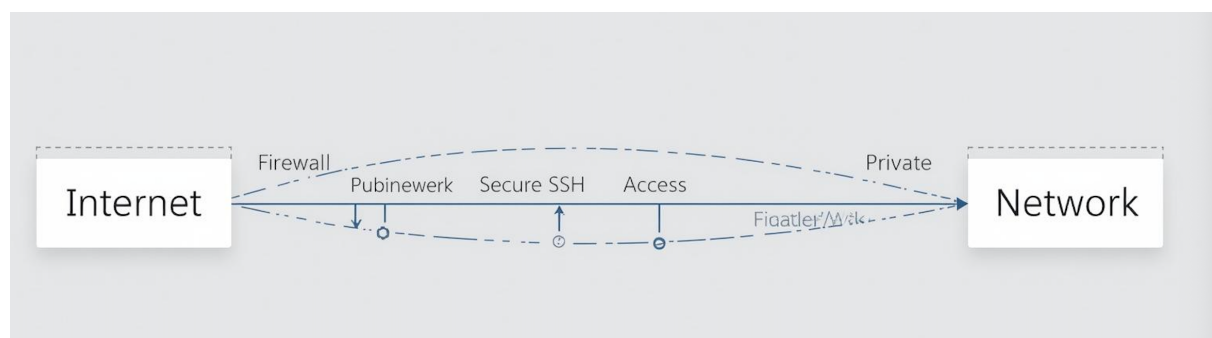 Firewall
Private
Pubinewerk Secure SSH Access
Internet
Network